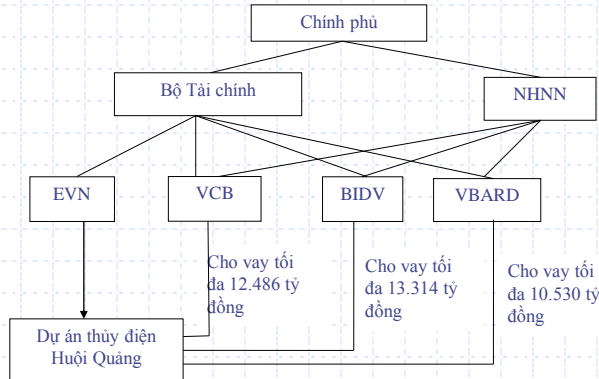 Chính phủ
Bộ Tài chính
NHNN
EVN
VCB
BIDV
VBARD
Cho vay tối
đa 12.486 tỷ
đồng
Cho vay tối
đa 13.314 tỷ
đồng
Cho vay tối
đa 10.530 tỷ
đồng
Dự án thủy điện
Huội Quảng